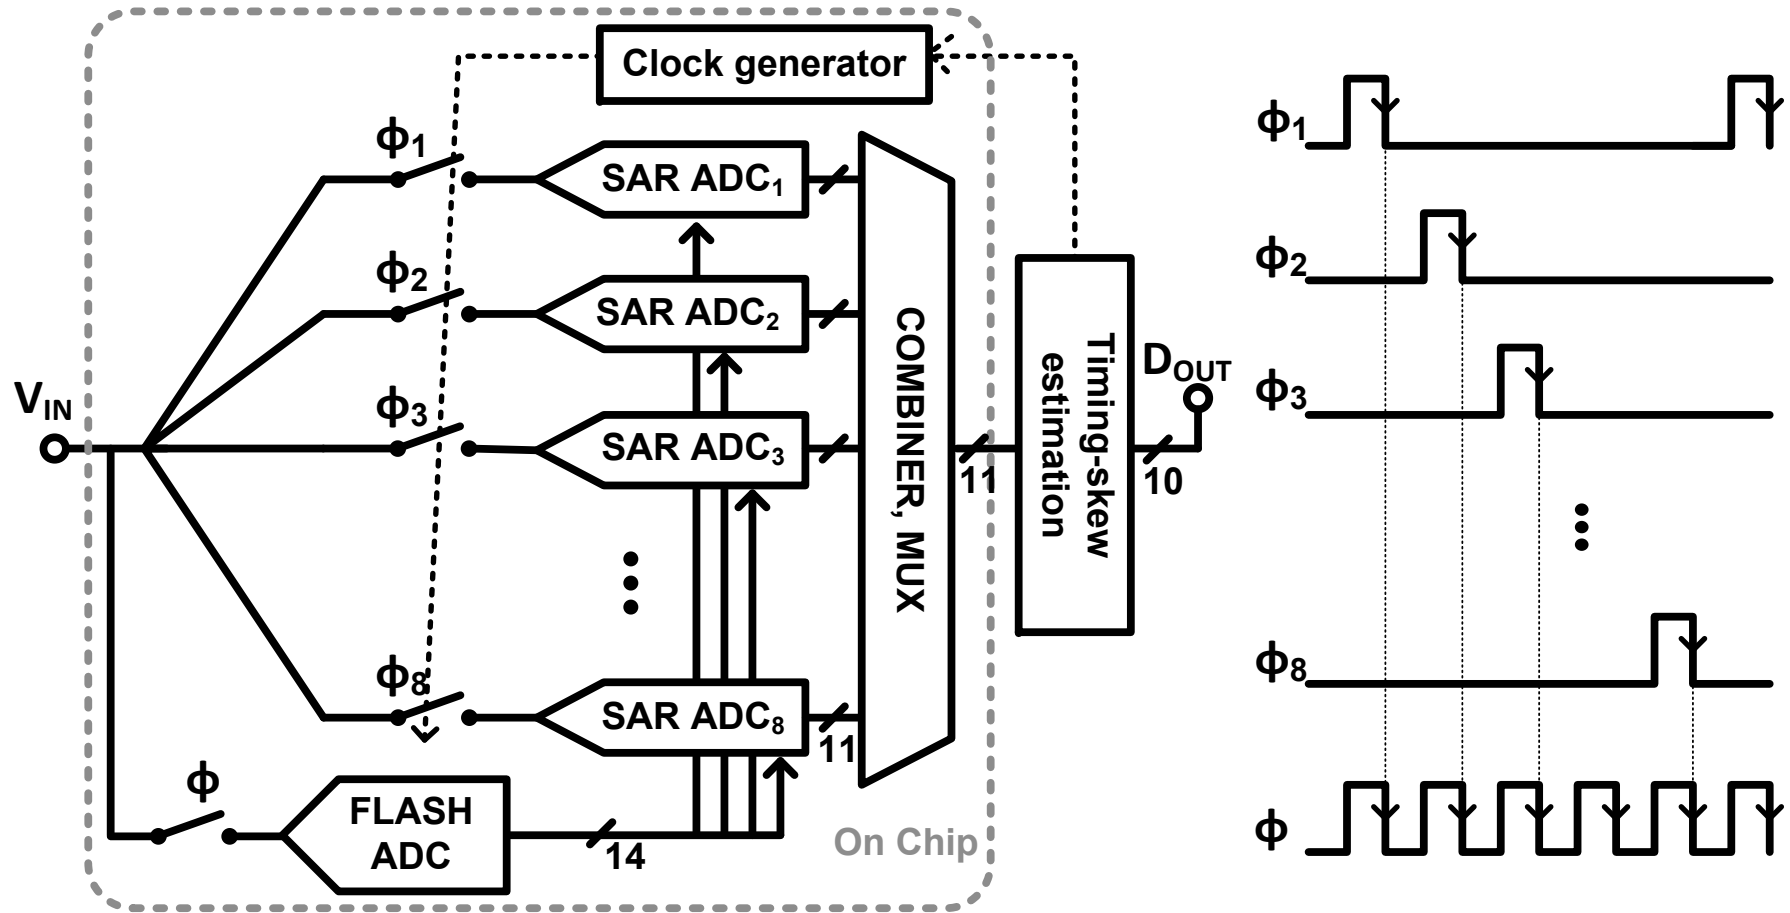 Clock generator
ϕ1
SAR ADC1
ϕ2
SAR ADC2
ϕ3
SAR ADC3
ϕ8
SAR ADC8
11
VIN
ϕ
FLASH
ADC
14
COMBINER, MUX
11
Timing-skew
estimation
10
DOUT
On Chip
ϕ1
ϕ2
ϕ3
ϕ8
ϕ